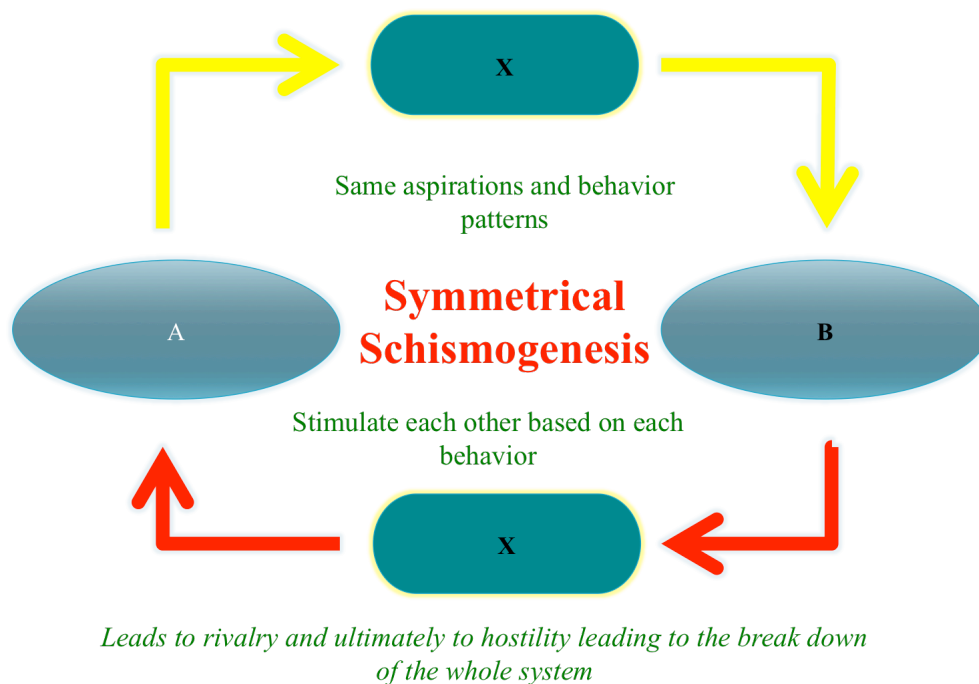 X
Same aspirations and behavior
patterns
Symmetrical
Schismogenesis
A
B
Stimulate each other based on each
behavior
X
Leads to rivalry and ultimately to hostility leading to the break down
of the whole system